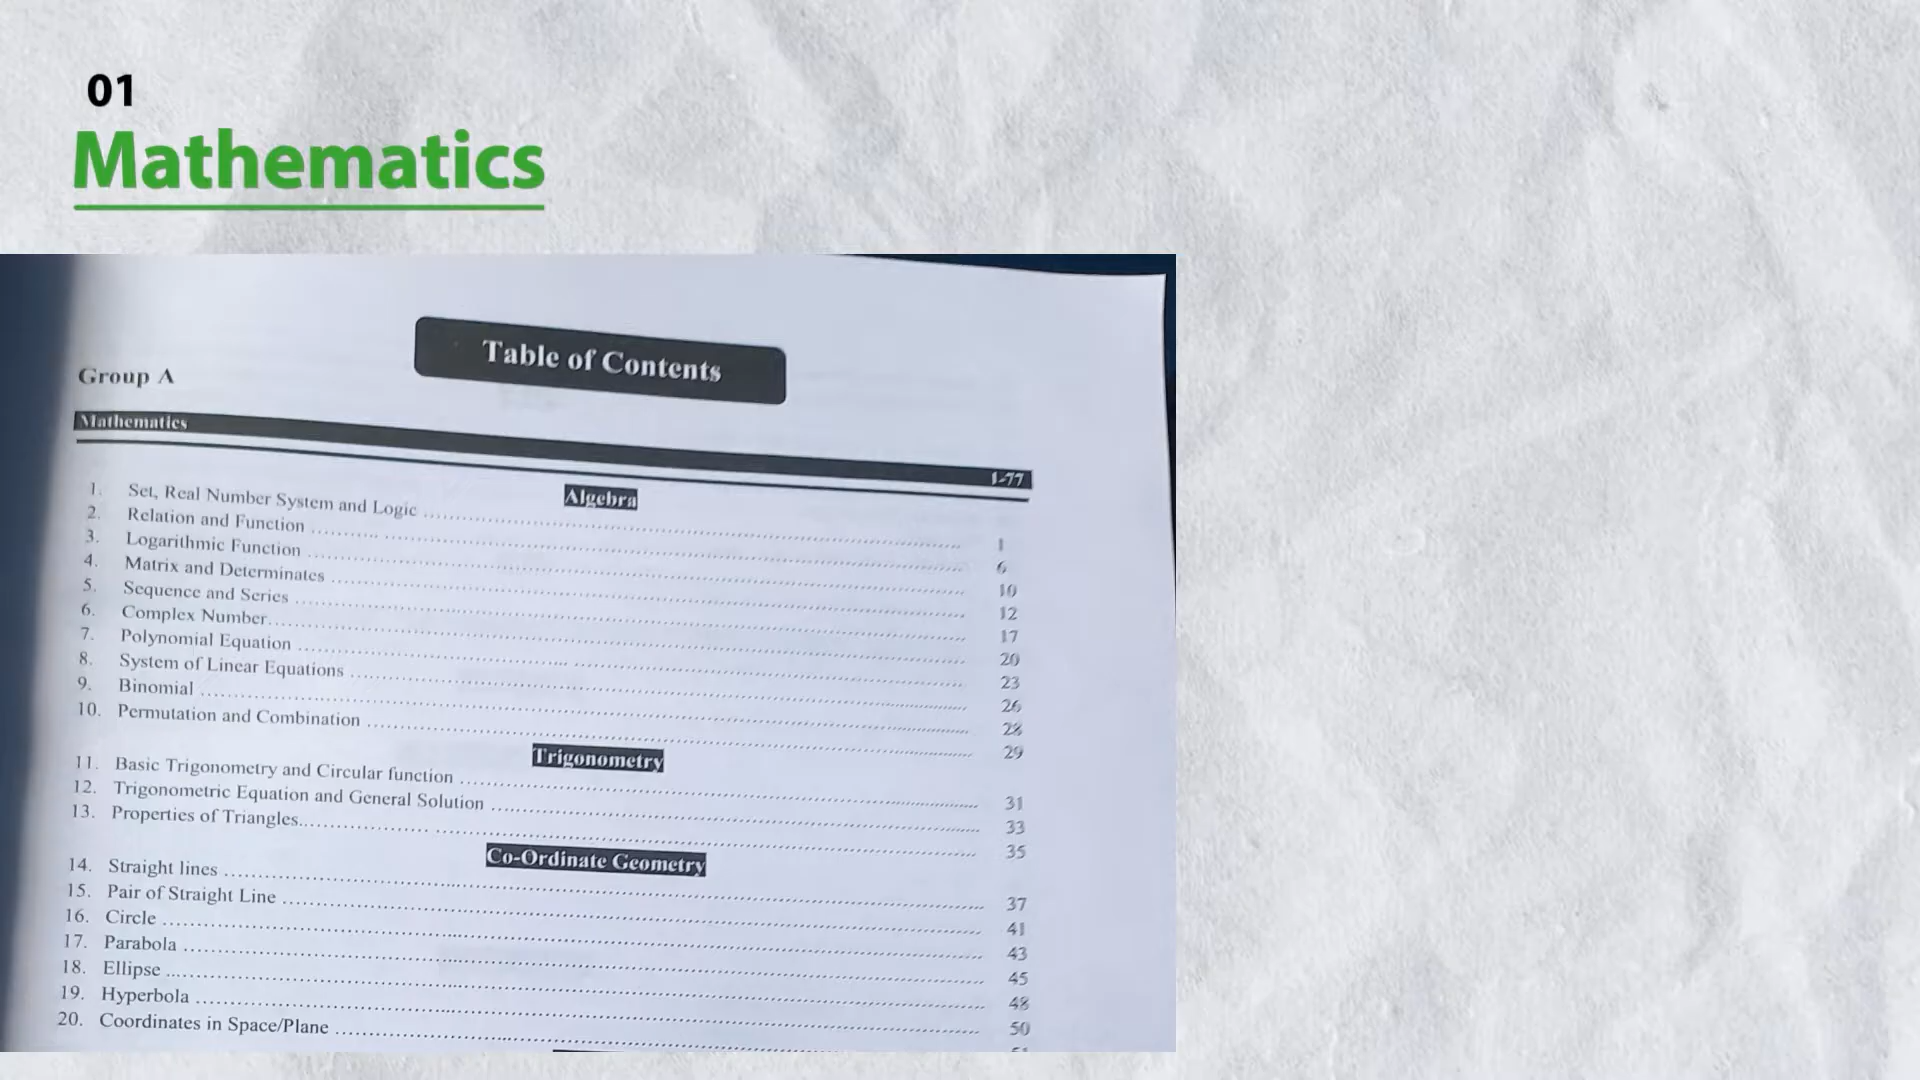 01
Mathematics
Table of Contents
Group A
Mathematics 1-77
Algebra
1. Set, Real Number System and Logic 1
2. Relation and Function 6
3. Logarithmic Function 10
4. Matrix and Determinates 12
5. Sequence and Series 17
6. Complex Number 20
7. Polynomial Equation 23
8. System of Linear Equations 26
9. Binomial 28
10. Permutation and Combination 29
Trigonometry
11. Basic Trigonometry and Circular function 31
12. Trigonometric Equation and General Solution 33
13. Properties of Triangles 35
Co-Ordinate Geometry
14. Straight lines 37
15. Pair of Straight Line 41
16. Circle 43
17. Parabola 45
18. Ellipse 48
19. Hyperbola 50
20. Coordinates in Space/Plane